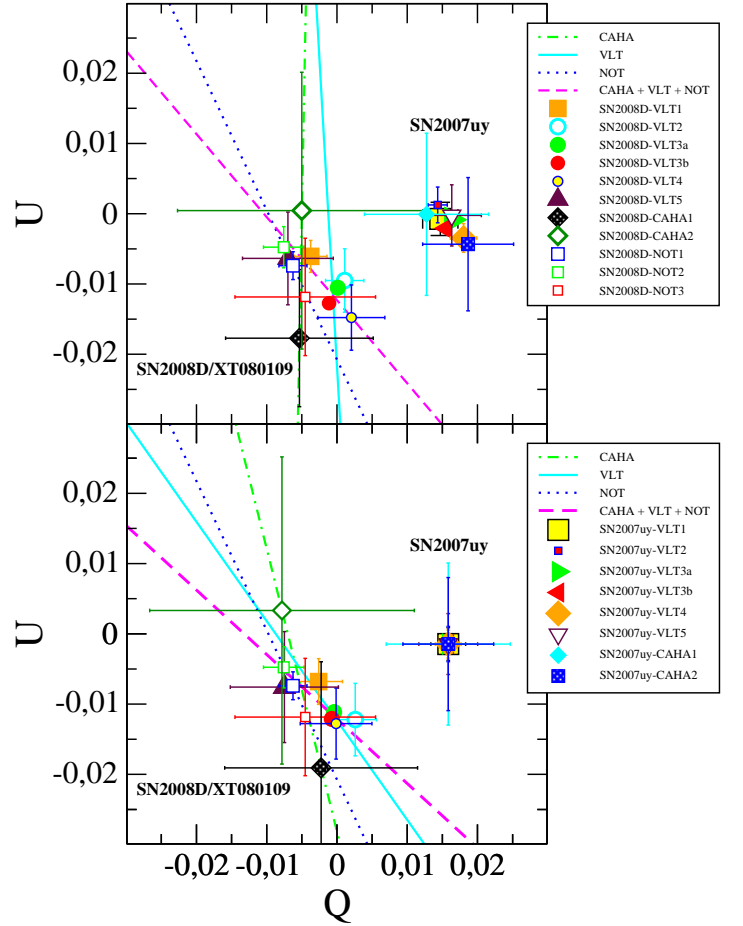 0,02
0,01
0
-0,01
-0,02
U
SN2007uy
SN2008D/XT080109
CAHA
VLT
NOT
CAHA + VLT + NOT
SN2008D-VLT1
SN2008D-VLT2
SN2008D-VLT3a
SN2008D-VLT3b
SN2008D-VLT4
SN2008D-VLT5
SN2008D-CAHA1
SN2008D-CAHA2
SN2008D-NOT1
SN2008D-NOT2
SN2008D-NOT3
0,02
0,01
0
-0,01
-0,02
U
SN2007uy
SN2008D/XT080109
CAHA
VLT
NOT
CAHA + VLT + NOT
SN2007uy-VLT1
SN2007uy-VLT2
SN2007uy-VLT3a
SN2007uy-VLT3b
SN2007uy-VLT4
SN2007uy-VLT5
SN2007uy-CAHA1
SN2007uy-CAHA2
-0,02 -0,01 0 0,01 0,02
Q